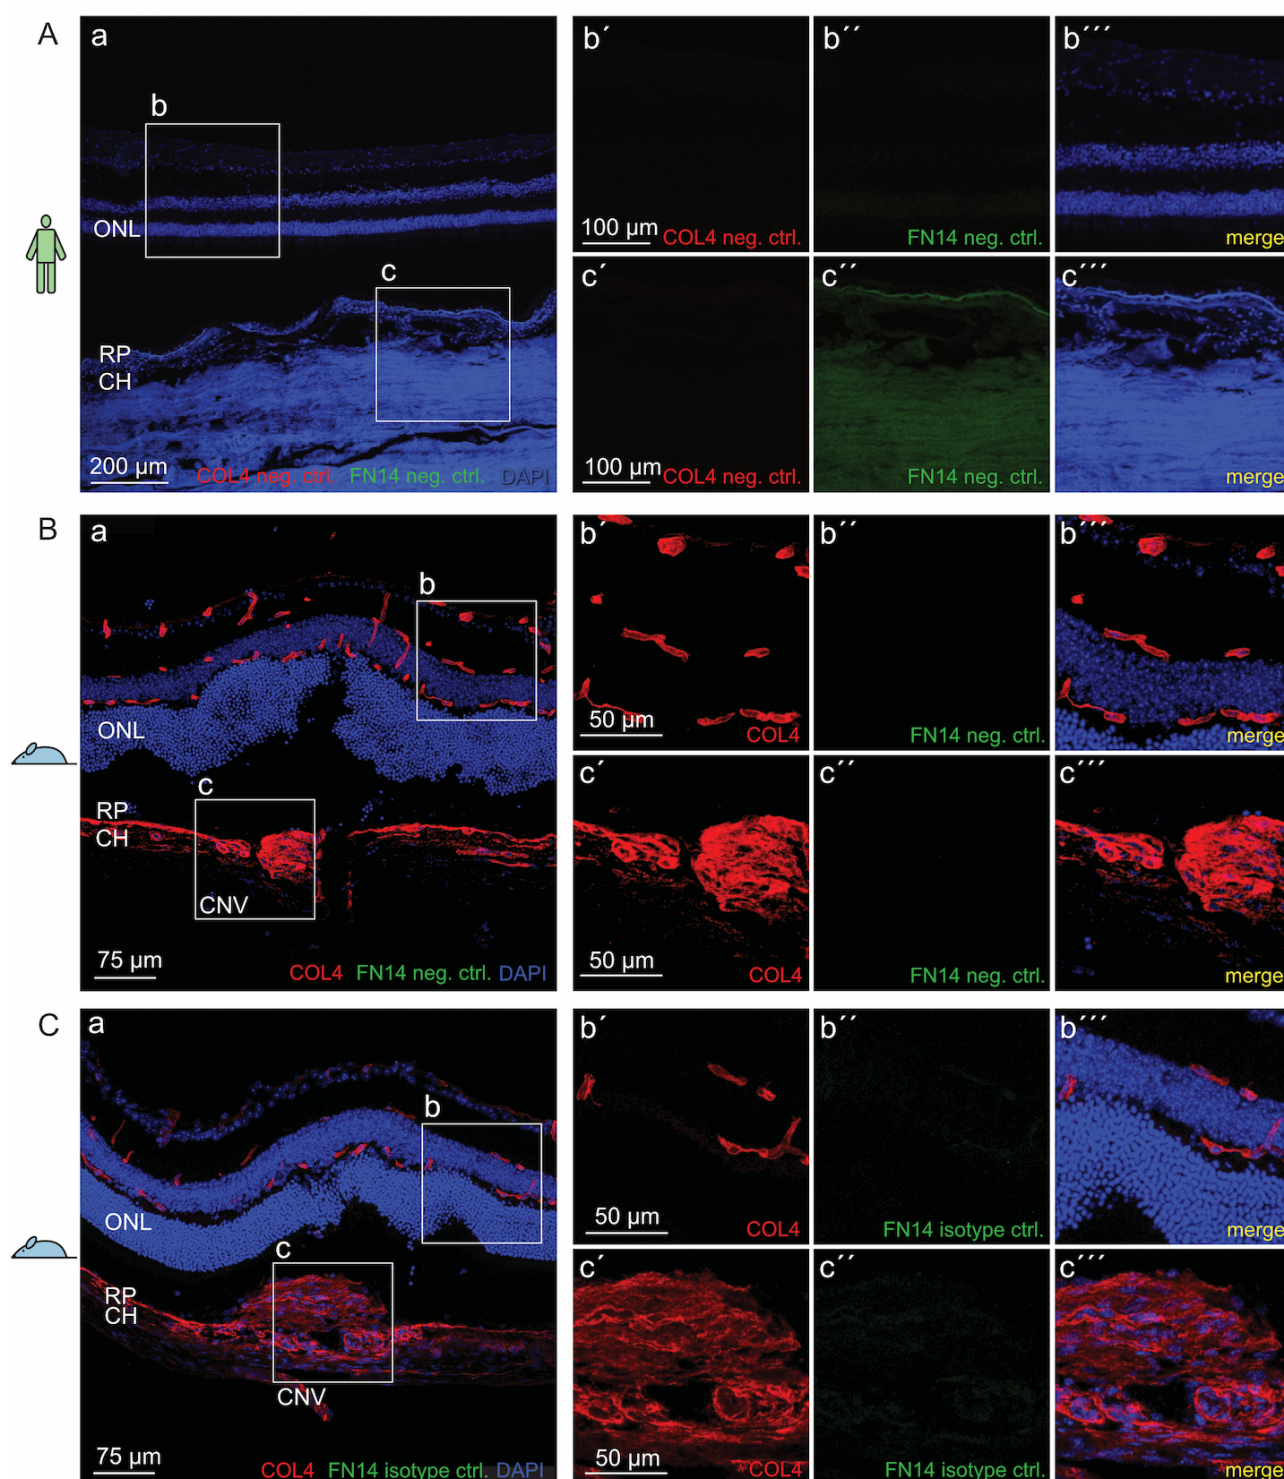 A
a
b
ONL
c
RP
CH
200 µm
COL4 neg. ctrl. FN14 neg. ctrl. DAPI
b´
100 µm
COL4 neg. ctrl.
b´´
FN14 neg. ctrl.
b´´´
merge
c´
100 µm
COL4 neg. ctrl.
c´´
FN14 neg. ctrl.
c´´´
merge
B
a
b
ONL
c
RP
CH
CNV
75 µm
COL4 FN14 neg. ctrl. DAPI
b´
50 µm
COL4
b´´
FN14 neg. ctrl.
b´´´
merge
c´
50 µm
COL4
c´´
FN14 neg. ctrl.
c´´´
merge
C
a
b
ONL
c
RP
CH
CNV
75 µm
COL4 FN14 isotype ctrl. DAPI
b´
50 µm
COL4
b´´
FN14 isotype ctrl.
b´´´
merge
c´
50 µm
COL4
c´´
FN14 isotype ctrl.
c´´´
merge